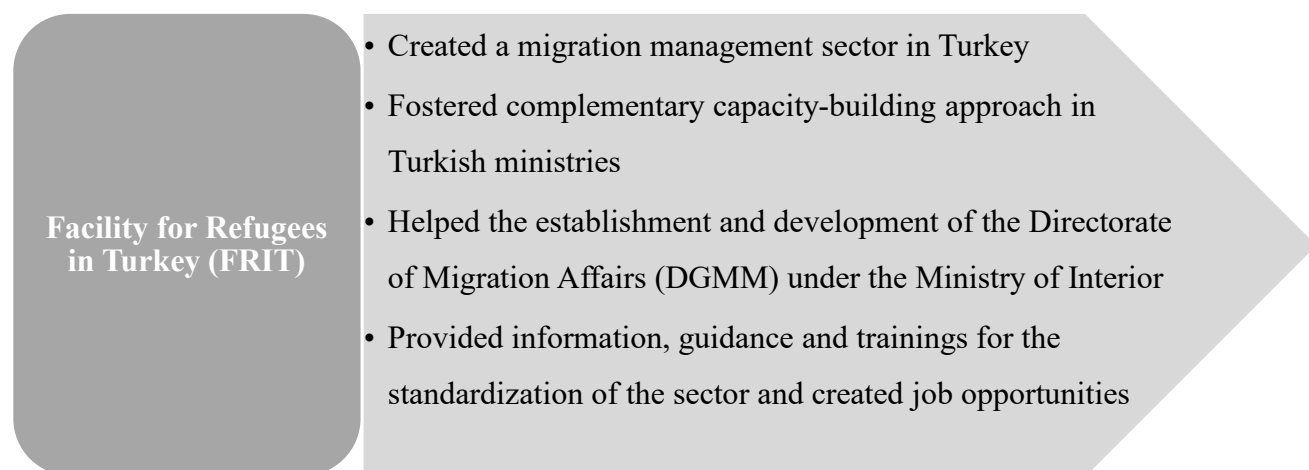 Facility for Refugees
in Turkey (FRIT)
• Created a migration management sector in Turkey
• Fostered complementary capacity-building approach in
Turkish ministries
• Helped the establishment and development of the Directorate
of Migration Affairs (DGMM) under the Ministry of Interior
• Provided information, guidance and trainings for the
standardization of the sector and created job opportunities